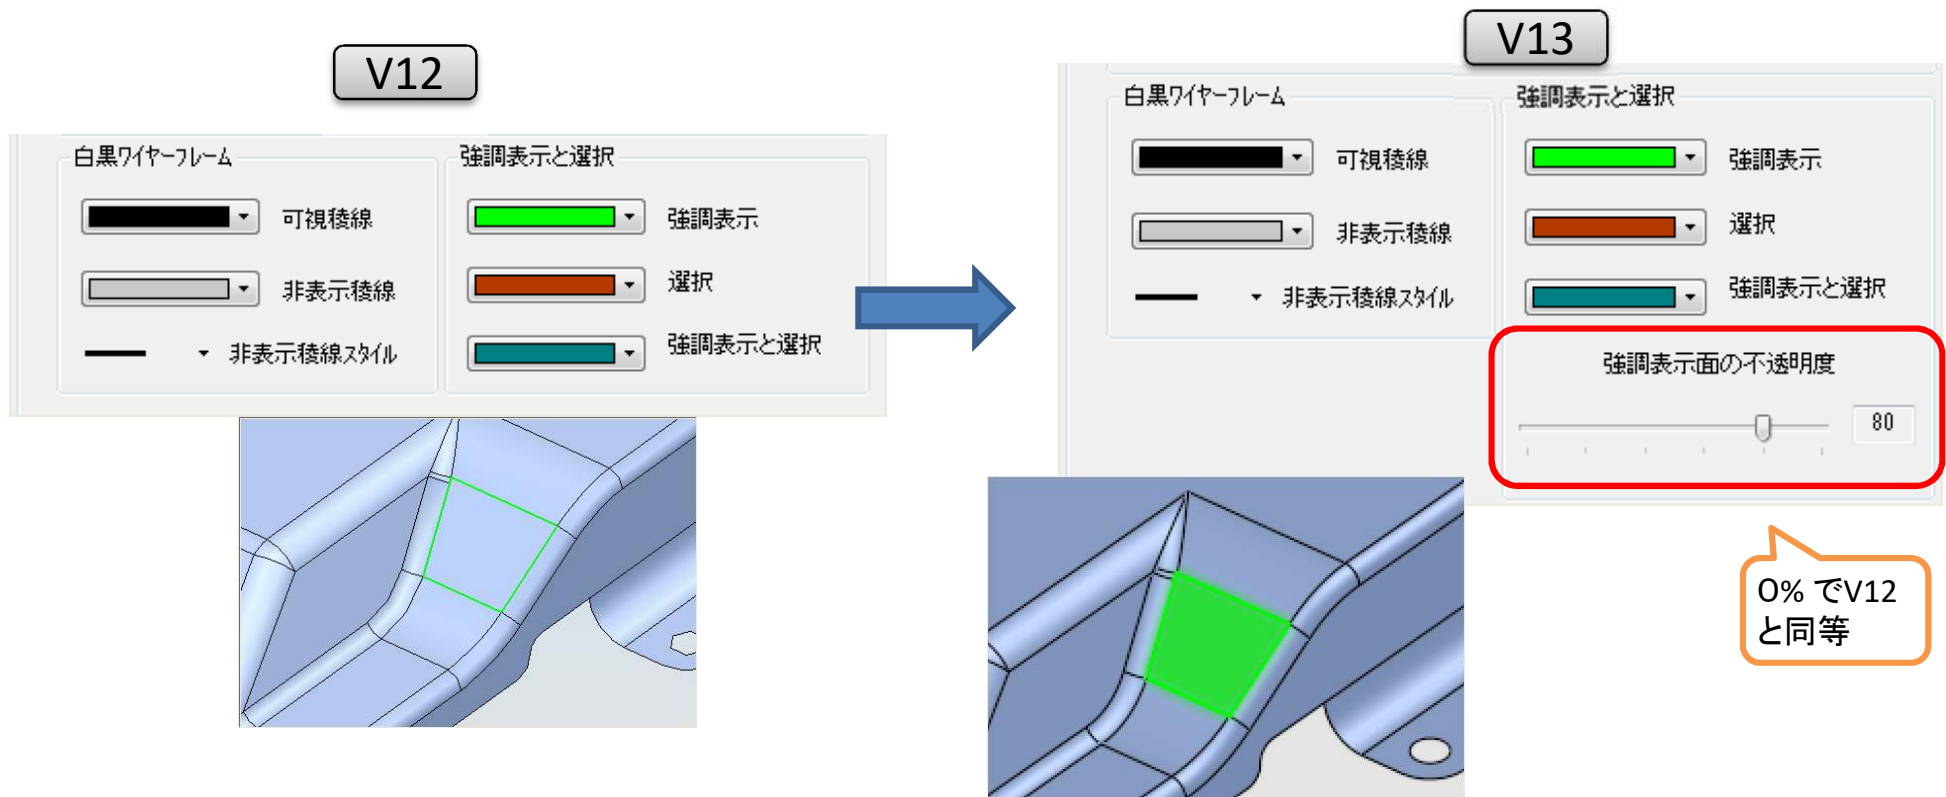 V12
白黒ワイヤーフレーム
可視稜線
非表示稜線
非表示稜線スタイル
強調表示と選択
強調表示
選択
強調表示と選択
V13
白黒ワイヤーフレーム
可視稜線
非表示稜線
非表示稜線スタイル
強調表示と選択
強調表示
選択
強調表示と選択
強調表示面の不透明度
80
0% でV12
と同等